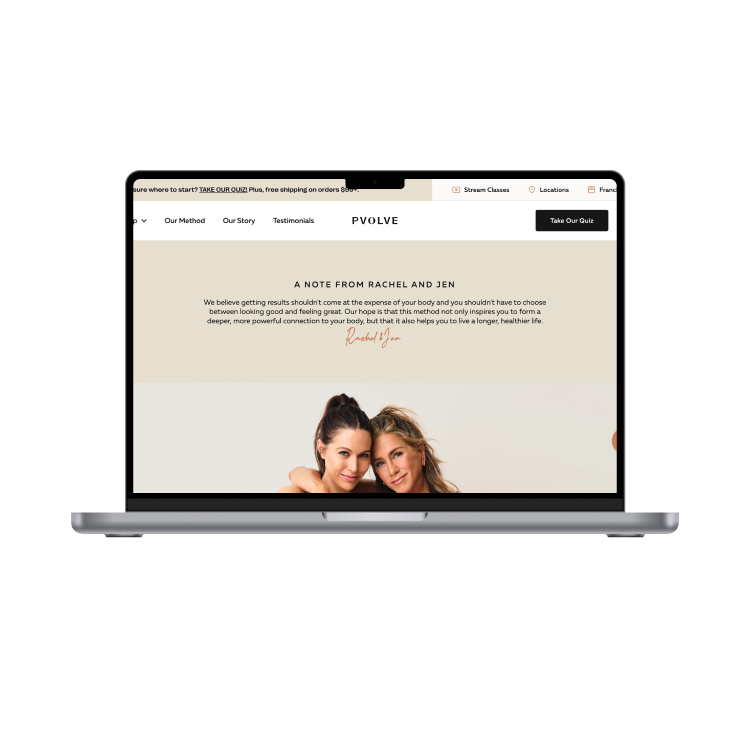 sure where to start? TAKE OUR QUIZ! Plus, free shipping on orders
Stream Classes
Locations
Franc
p
Our Method
Our Story
Testimonials
PVOLVE
Take Our Quiz
A NOTE FROM RACHEL AND JEN
We believe getting results shouldn't come at the expense of your body and you shouldn't have to choose
between looking good and feeling great. Our hope is that this method not only inspires you to form a
deeper, more powerful connection to your body, but that it also helps you to live a longer, healthier life.
Rachel & Jen